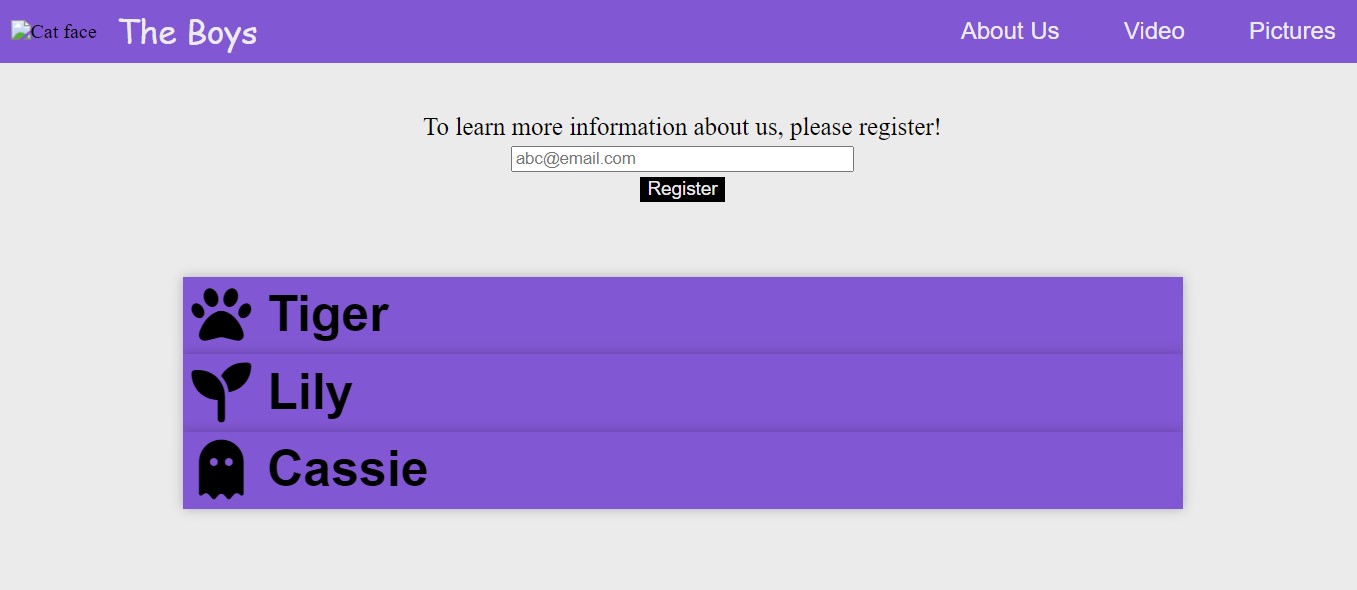 Cat face The Boys About Us Video Pictures
To learn more information about us, please register!
abc@email.com
Register
Tiger
Lily
Cassie